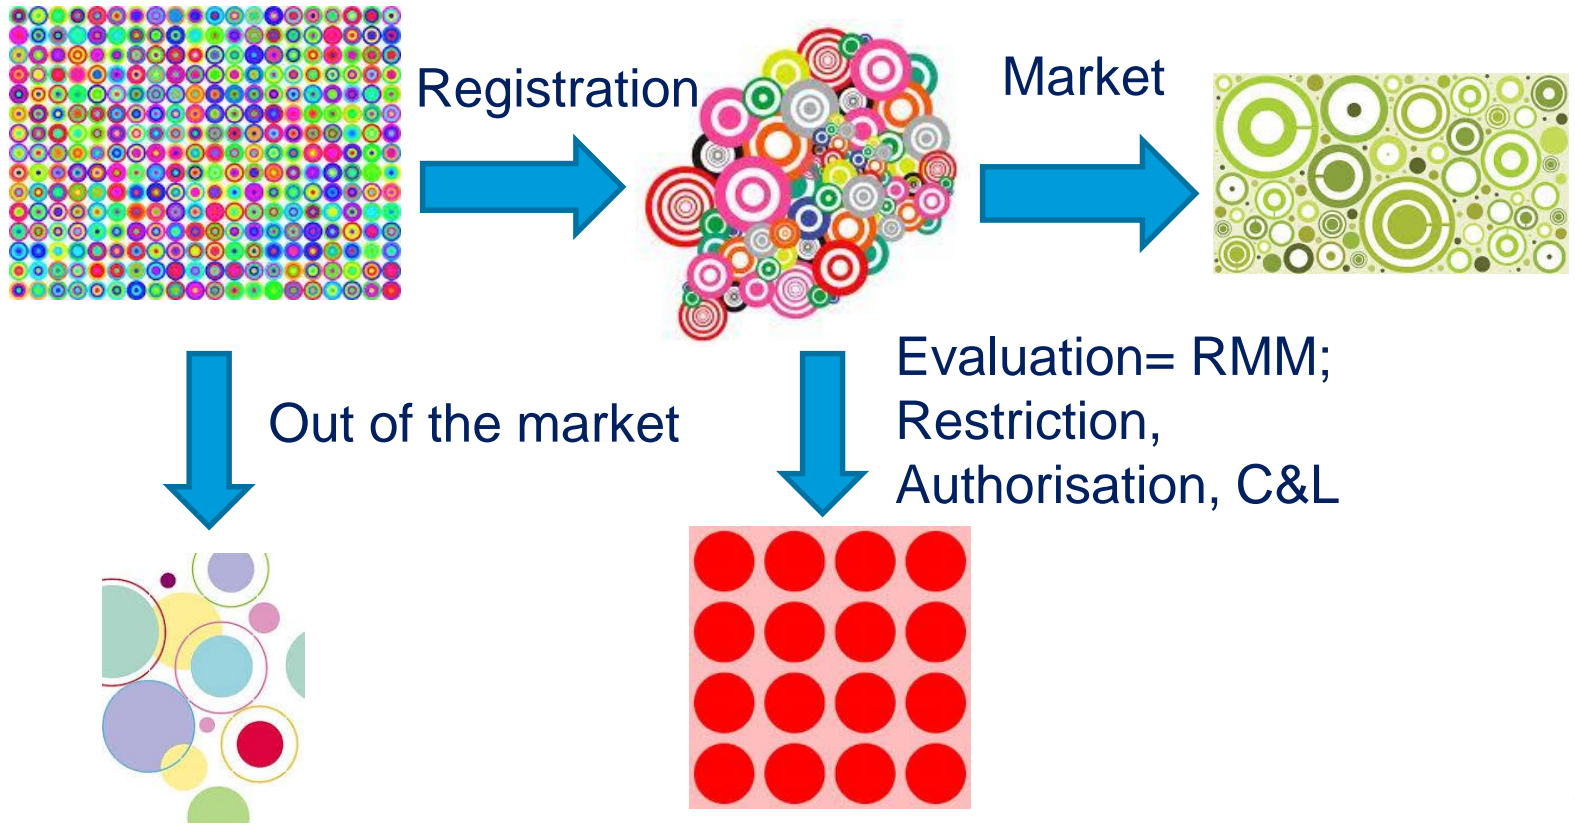 Registration
Market
Out of the market
Evaluation= RMM;
Restriction,
Authorisation, C&L